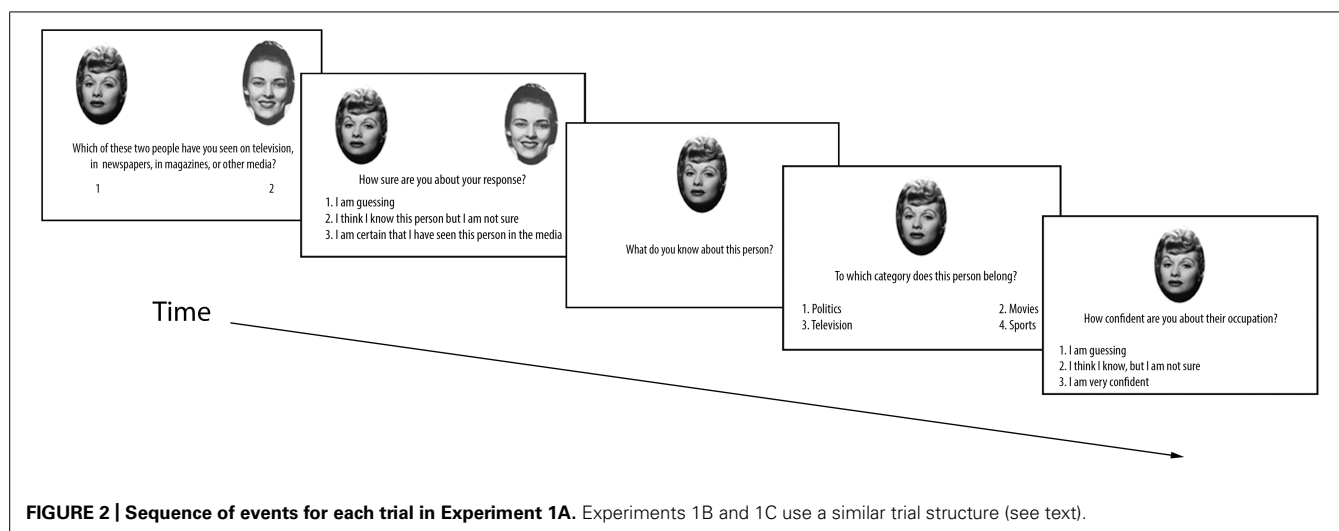 Which of these two people have you seen on television,
in newspapers, in magazines, or other media?
1 2
How sure are you about your response?
1. I am guessing
2. I think I know this person but I am not sure
3. I am certain that I have seen this person in the media
What do you know about this person?
To which category does this person belong?
1. Politics 2. Movies
3. Television 4. Sports
How confident are you about their occupation?
1. I am guessing
2. I think I know, but I am not sure
3. I am very confident
Time
FIGURE 2 | Sequence of events for each trial in Experiment 1A. Experiments 1B and 1C use a similar trial structure (see text).